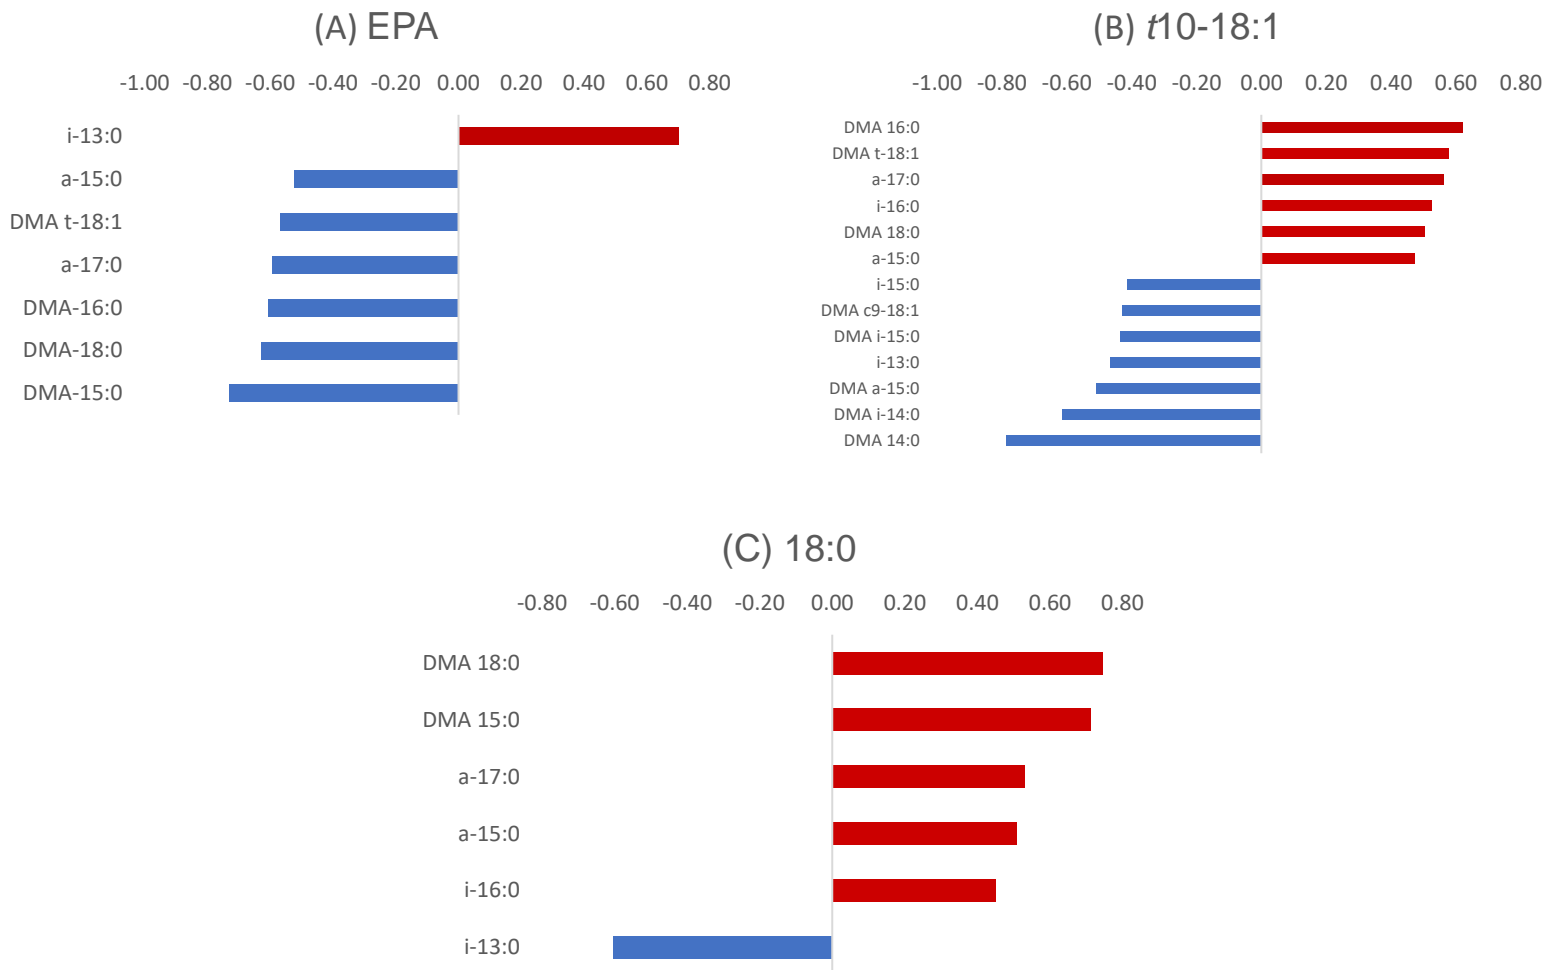 (A) EPA
-1.00 -0.80 -0.60 -0.40 -0.20 0.00 0.20 0.40 0.60 0.80
i-13:0
a-15:0
DMA t-18:1
a-17:0
DMA-16:0
DMA-18:0
DMA-15:0
(B) t10-18:1
-1.00 -0.80 -0.60 -0.40 -0.20 0.00 0.20 0.40 0.60 0.80
DMA 16:0
DMA t-18:1
a-17:0
i-16:0
DMA 18:0
a-15:0
i-15:0
DMA c9-18:1
DMA i-15:0
i-13:0
DMA a-15:0
DMA i-14:0
DMA 14:0
(C) 18:0
-0.80 -0.60 -0.40 -0.20 0.00 0.20 0.40 0.60 0.80
DMA 18:0
DMA 15:0
a-17:0
a-15:0
i-16:0
i-13:0